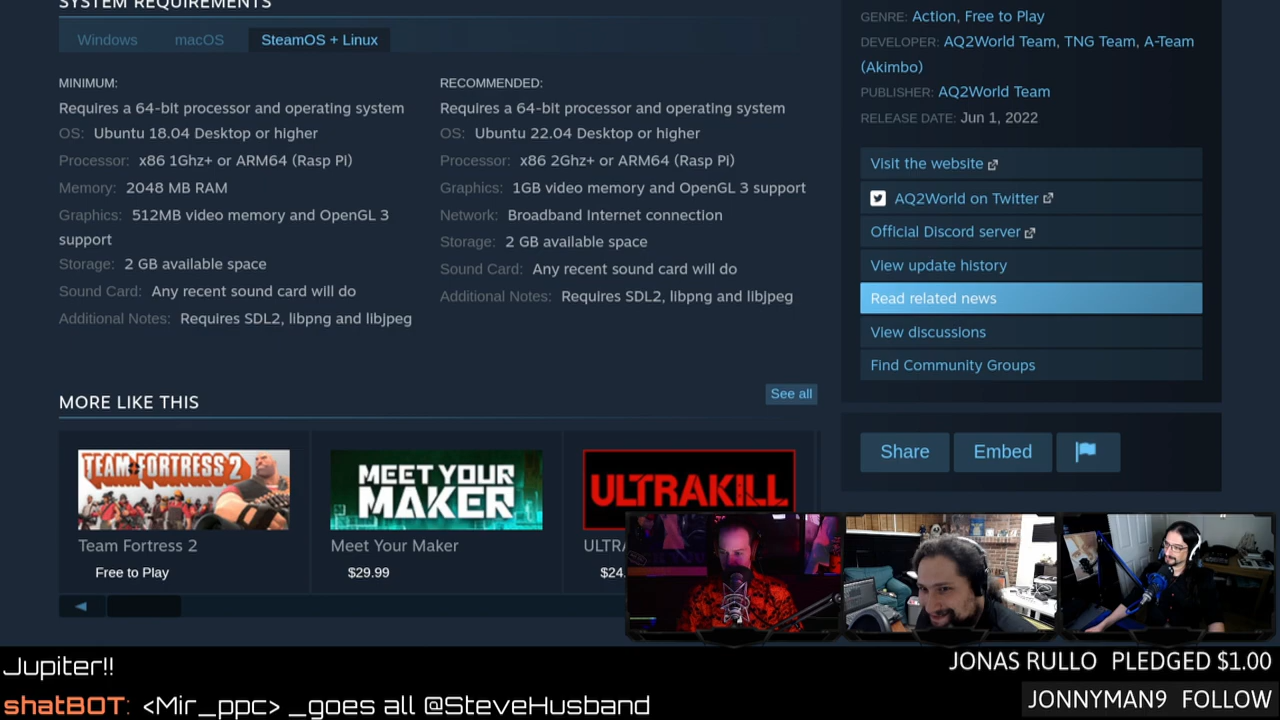 SYSTEM REQUIREMENTS
Windows
macOS
SteamOS + Linux
MINIMUM:
Requires a 64-bit processor and operating system
OS: Ubuntu 18.04 Desktop or higher
Processor: x86 1Ghz+ or ARM64 (Rasp Pi)
Memory: 2048 MB RAM
Graphics: 512MB video memory and OpenGL 3
support
Storage: 2 GB available space
Sound Card: Any recent sound card will do
Additional Notes: Requires SDL2, libpng and libjpeg
RECOMMENDED:
Requires a 64-bit processor and operating system
OS: Ubuntu 22.04 Desktop or higher
Processor: x86 2Ghz+ or ARM64 (Rasp Pi)
Graphics: 1GB video memory and OpenGL 3 support
Network: Broadband Internet connection
Storage: 2 GB available space
Sound Card: Any recent sound card will do
Additional Notes: Requires SDL2, libpng and libjpeg
GENRE: Action, Free to Play
DEVELOPER: AQ2World Team, TNG Team, A-Team
(Akimbo)
PUBLISHER: AQ2World Team
RELEASE DATE: Jun 1, 2022
Visit the website
AQ2World on Twitter
Official Discord server
View update history
Read related news
View discussions
Find Community Groups
Share
Embed
MORE LIKE THIS
See all
TEAM FORTRESS 2
Team Fortress 2
Free to Play
MEET YOUR
MAKER
Meet Your Maker
$29.99
ULTRAKILL
ULTRA
$24.
Jupiter!!
shatBOT: <Mir_ppc> _goes all @SteveHusband
JONAS RULLO PLEDGED $1.00
JONNYMAN9 FOLLOW